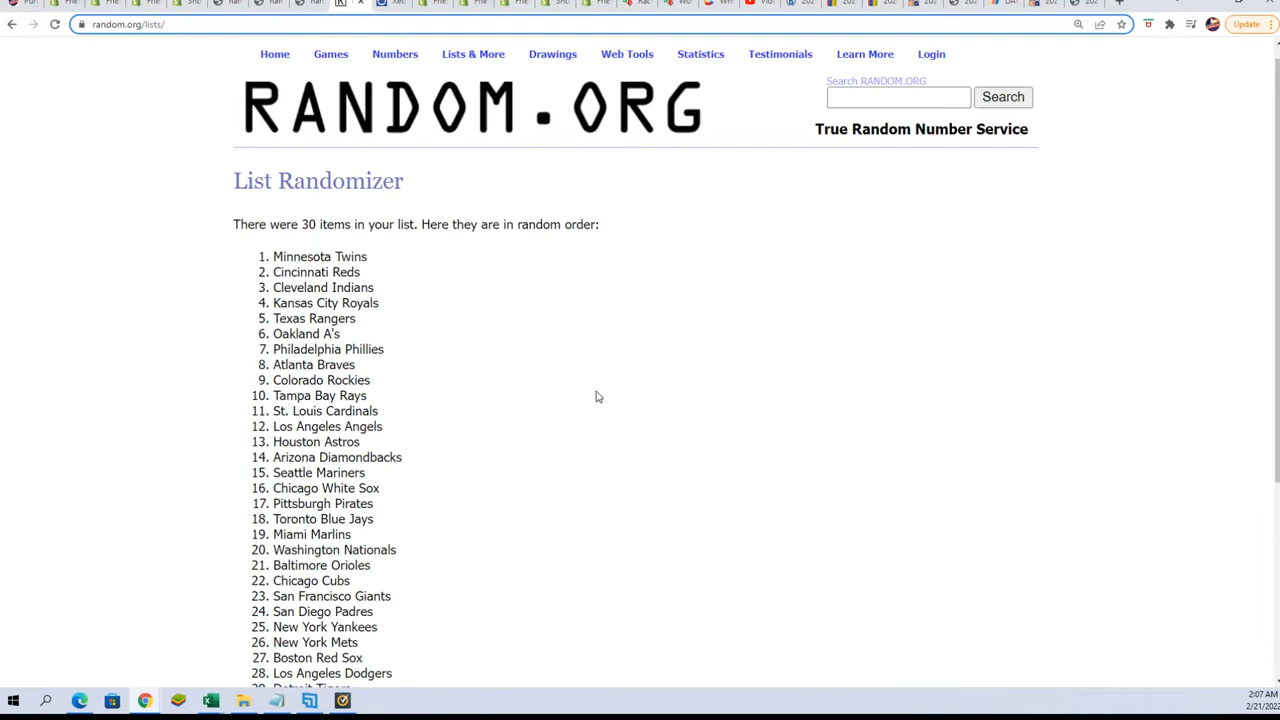 random.org/lists/
Update
Home Games Numbers Lists & More Drawings Web Tools Statistics Testimonials Learn More Login
Search RANDOM.ORG
RANDOM.ORG
Search
True Random Number Service
List Randomizer
There were 30 items in your list. Here they are in random order:
1. Minnesota Twins
2. Cincinnati Reds
3. Cleveland Indians
4. Kansas City Royals
5. Texas Rangers
6. Oakland A's
7. Philadelphia Phillies
8. Atlanta Braves
9. Colorado Rockies
10. Tampa Bay Rays
11. St. Louis Cardinals
12. Los Angeles Angels
13. Houston Astros
14. Arizona Diamondbacks
15. Seattle Mariners
16. Chicago White Sox
17. Pittsburgh Pirates
18. Toronto Blue Jays
19. Miami Marlins
20. Washington Nationals
21. Baltimore Orioles
22. Chicago Cubs
23. San Francisco Giants
24. San Diego Padres
25. New York Yankees
26. New York Mets
27. Boston Red Sox
28. Los Angeles Dodgers
29. Detroit Tigers
2:07 AM
2/21/202